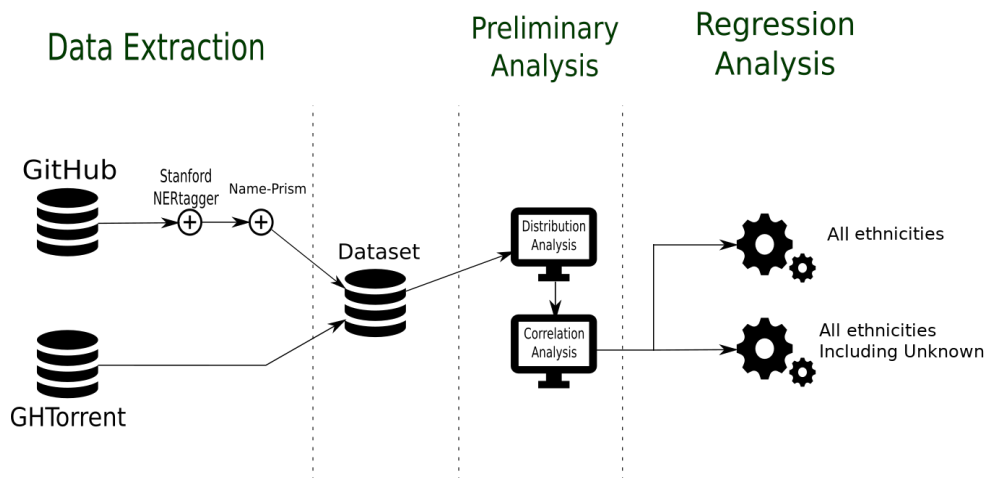 Data Extraction
Preliminary
Analysis
Regression
Analysis
GitHub
Stanford
NERtagger
Name-Prism
Dataset
GHTorrent
Distribution
Analysis
Correlation
Analysis
All ethnicities
All ethnicities
Including Unknown